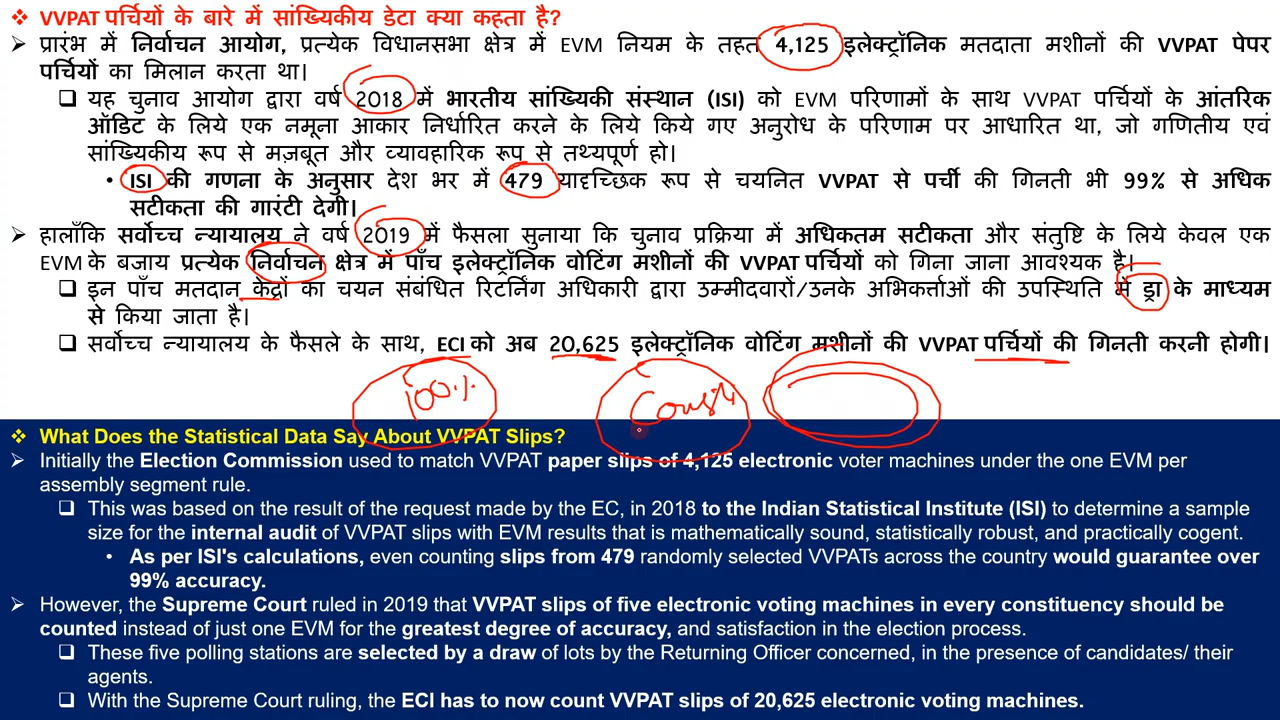 ❖ VVPAT पर्चियों के बारे में सांख्यिकीय डेटा क्या कहता है?
➢ प्रारंभ में निर्वाचन आयोग, प्रत्येक विधानसभा क्षेत्र में EVM नियम के तहत 4,125 इलेक्ट्रॉनिक मतदाता मशीनों की VVPAT पेपर
पर्चियों का मिलान करता था।
❑ यह चुनाव आयोग द्वारा वर्ष 2018 में भारतीय सांख्यिकी संस्थान (ISI) को EVM परिणामों के साथ VVPAT पर्चियों के आंतरिक
ऑडिट के लिये एक नमूना आकार निर्धारित करने के लिये किये गए अनुरोध के परिणाम पर आधारित था, जो गणितीय एवं
सांख्यिकीय रूप से मज़बूत और व्यावहारिक रूप से तथ्यपूर्ण हो।
• ISI की गणना के अनुसार देश भर में 479 यादृच्छिक रूप से चयनित VVPAT से पर्ची की गिनती भी 99% से अधिक
सटीकता की गारंटी देगी।
➢ हालाँकि सर्वोच्च न्यायालय ने वर्ष 2019 में फैसला सुनाया कि चुनाव प्रक्रिया में अधिकतम सटीकता और संतुष्टि के लिये केवल एक
EVM के बजाय प्रत्येक निर्वाचन क्षेत्र में पाँच इलेक्ट्रॉनिक वोटिंग मशीनों की VVPAT पर्चियों को गिना जाना आवश्यक है।
❑ इन पाँच मतदान केंद्रों का चयन संबंधित रिटर्निंग अधिकारी द्वारा उम्मीदवारों/उनके अभिकर्त्ताओं की उपस्थिति में ड्रा के माध्यम
से किया जाता है।
❑ सर्वोच्च न्यायालय के फैसले के साथ, ECI को अब 20,625 इलेक्ट्रॉनिक वोटिंग मशीनों की VVPAT पर्चियों की गिनती करनी होगी।
100%
❖ What Does the Statistical Data Say About VVPAT Slips?
➢ Initially the Election Commission used to match VVPAT paper slips of 4,125 electronic voter machines under the one EVM per
assembly segment rule.
❑ This was based on the result of the request made by the EC, in 2018 to the Indian Statistical Institute (ISI) to determine a sample
size for the internal audit of VVPAT slips with EVM results that is mathematically sound, statistically robust, and practically cogent.
• As per ISI's calculations, even counting slips from 479 randomly selected VVPATs across the country would guarantee over
99% accuracy.
➢ However, the Supreme Court ruled in 2019 that VVPAT slips of five electronic voting machines in every constituency should be
counted instead of just one EVM for the greatest degree of accuracy, and satisfaction in the election process.
❑ These five polling stations are selected by a draw of lots by the Returning Officer concerned, in the presence of candidates/ their
agents.
❑ With the Supreme Court ruling, the ECI has to now count VVPAT slips of 20,625 electronic voting machines.